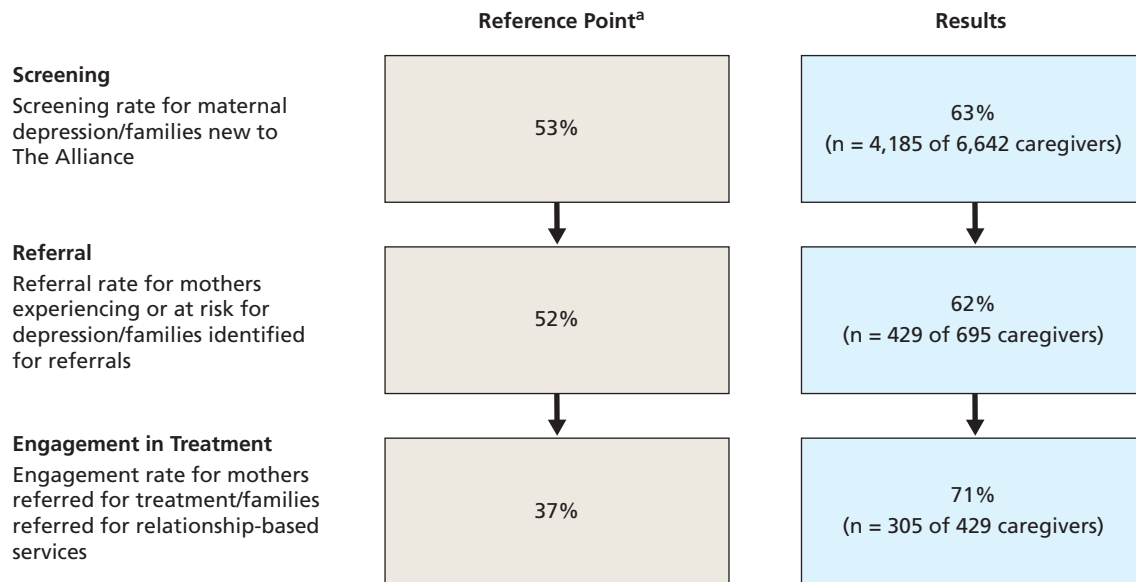 Reference Pointa
Results
Screening
Screening rate for maternal
depression/families new to
The Alliance
53%
63%
(n = 4,185 of 6,642 caregivers)
Referral
Referral rate for mothers
experiencing or at risk for
depression/families identified
for referrals
52%
62%
(n = 429 of 695 caregivers)
Engagement in Treatment
Engagement rate for mothers
referred for treatment/families
referred for relationship-based
services
37%
71%
(n = 305 of 429 caregivers)